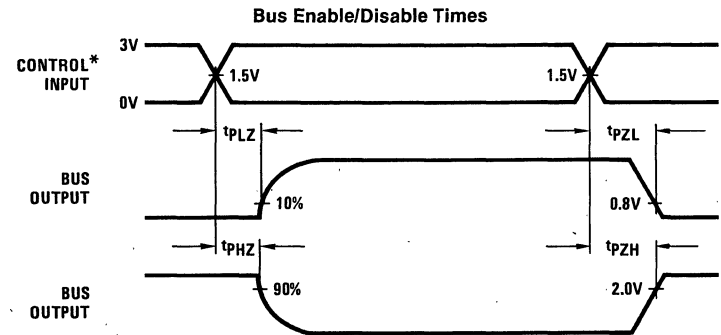 Bus Enable/Disable Times
3V
CONTROL*
INPUT
1.5V
1.5V
0V
tPLZ
tPZL
BUS
OUTPUT
10%
0.8V
tPHZ
tPZH
BUS
OUTPUT
90%
2.0V